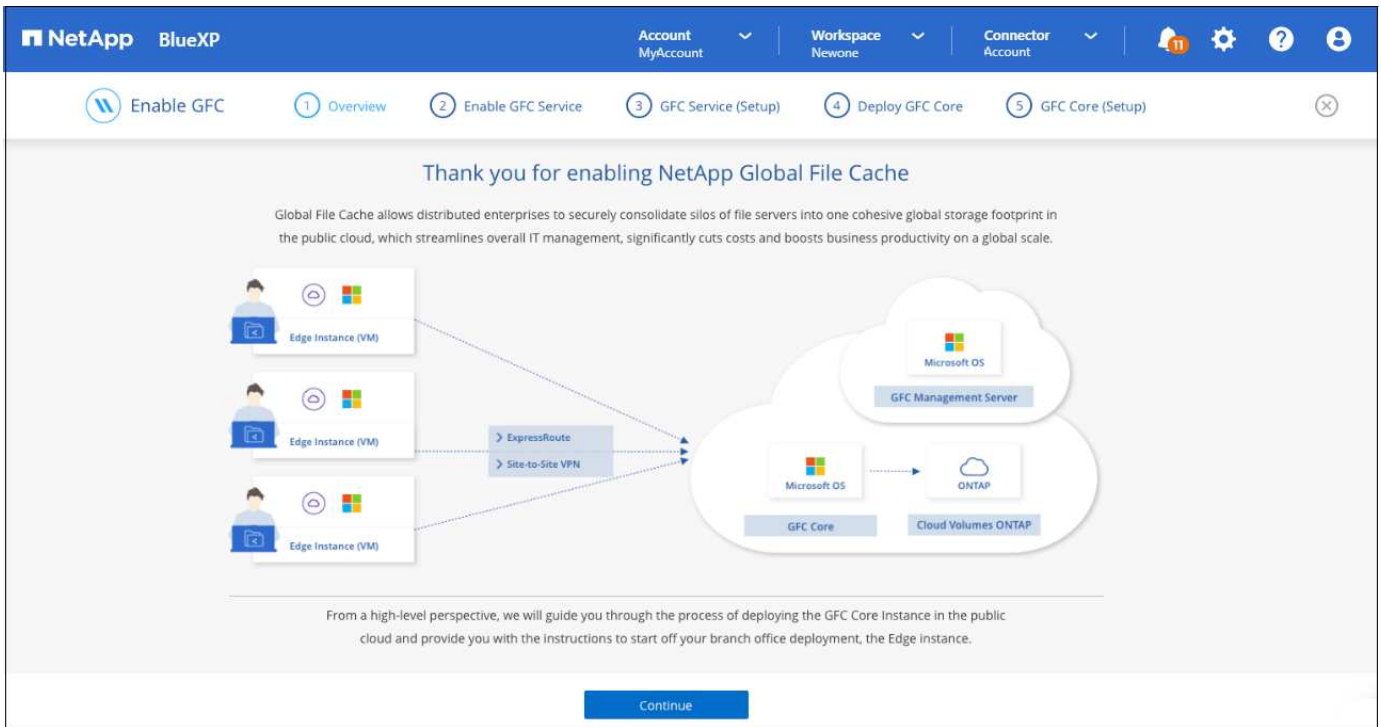 NetApp BlueXP
Account
MyAccount
Workspace
Newone
Connector
Account
11
?
Enable GFC
1 Overview
2 Enable GFC Service
3 GFC Service (Setup)
4 Deploy GFC Core
5 GFC Core (Setup)
Thank you for enabling NetApp Global File Cache
Global File Cache allows distributed enterprises to securely consolidate silos of file servers into one cohesive global storage footprint in
the public cloud, which streamlines overall IT management, significantly cuts costs and boosts business productivity on a global scale.
Edge Instance (VM)
Edge Instance (VM)
Edge Instance (VM)
> ExpressRoute
> Site-to-Site VPN
Microsoft OS
GFC Management Server
Microsoft OS
ONTAP
GFC Core
Cloud Volumes ONTAP
From a high-level perspective, we will guide you through the process of deploying the GFC Core Instance in the public
cloud and provide you with the instructions to start off your branch office deployment, the Edge instance.
Continue